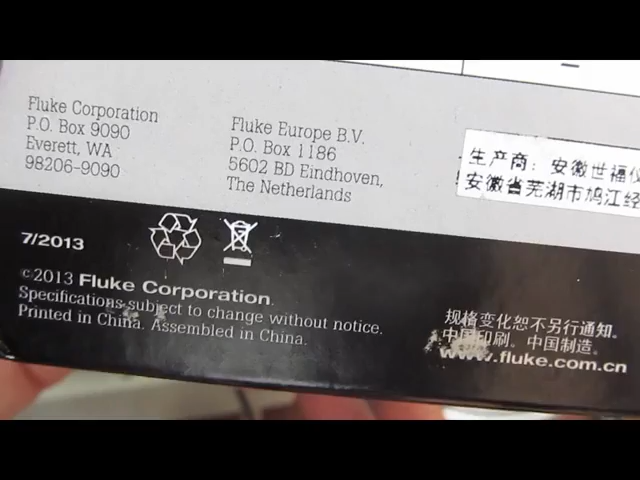 Fluke Corporation
P.O. Box 9090
Everett, WA
98206-9090
Fluke Europe B.V.
P.O. Box 1186
5602 BD Eindhoven,
The Netherlands
生产商：安徽世福仪
安徽省芜湖市鸠江经
7/2013
©2013 Fluke Corporation.
Specifications subject to change without notice.
Printed in China. Assembled in China.
规格变化恕不另行通知。
中国印刷。中国制造。
www.fluke.com.cn